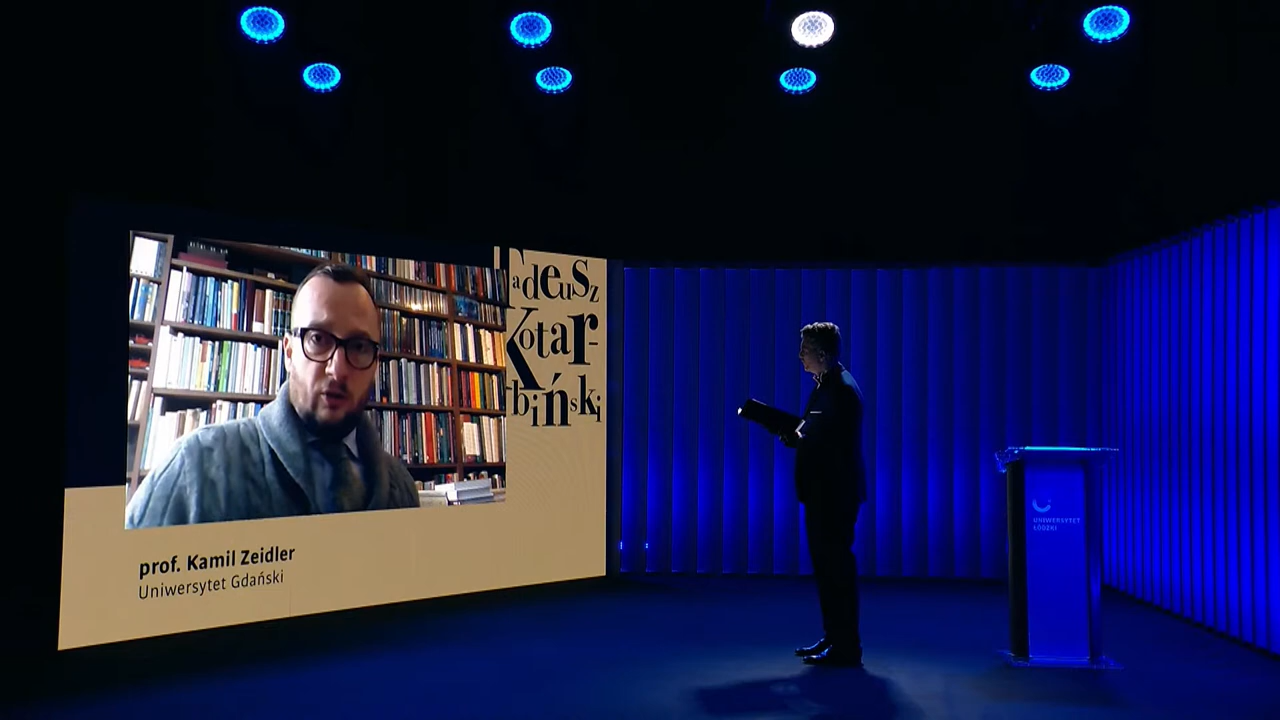 Tadeusz
Kotar-
biński
prof. Kamil Zeidler
Uniwersytet Gdański
UNIWERSYTET
ŁÓDZKI